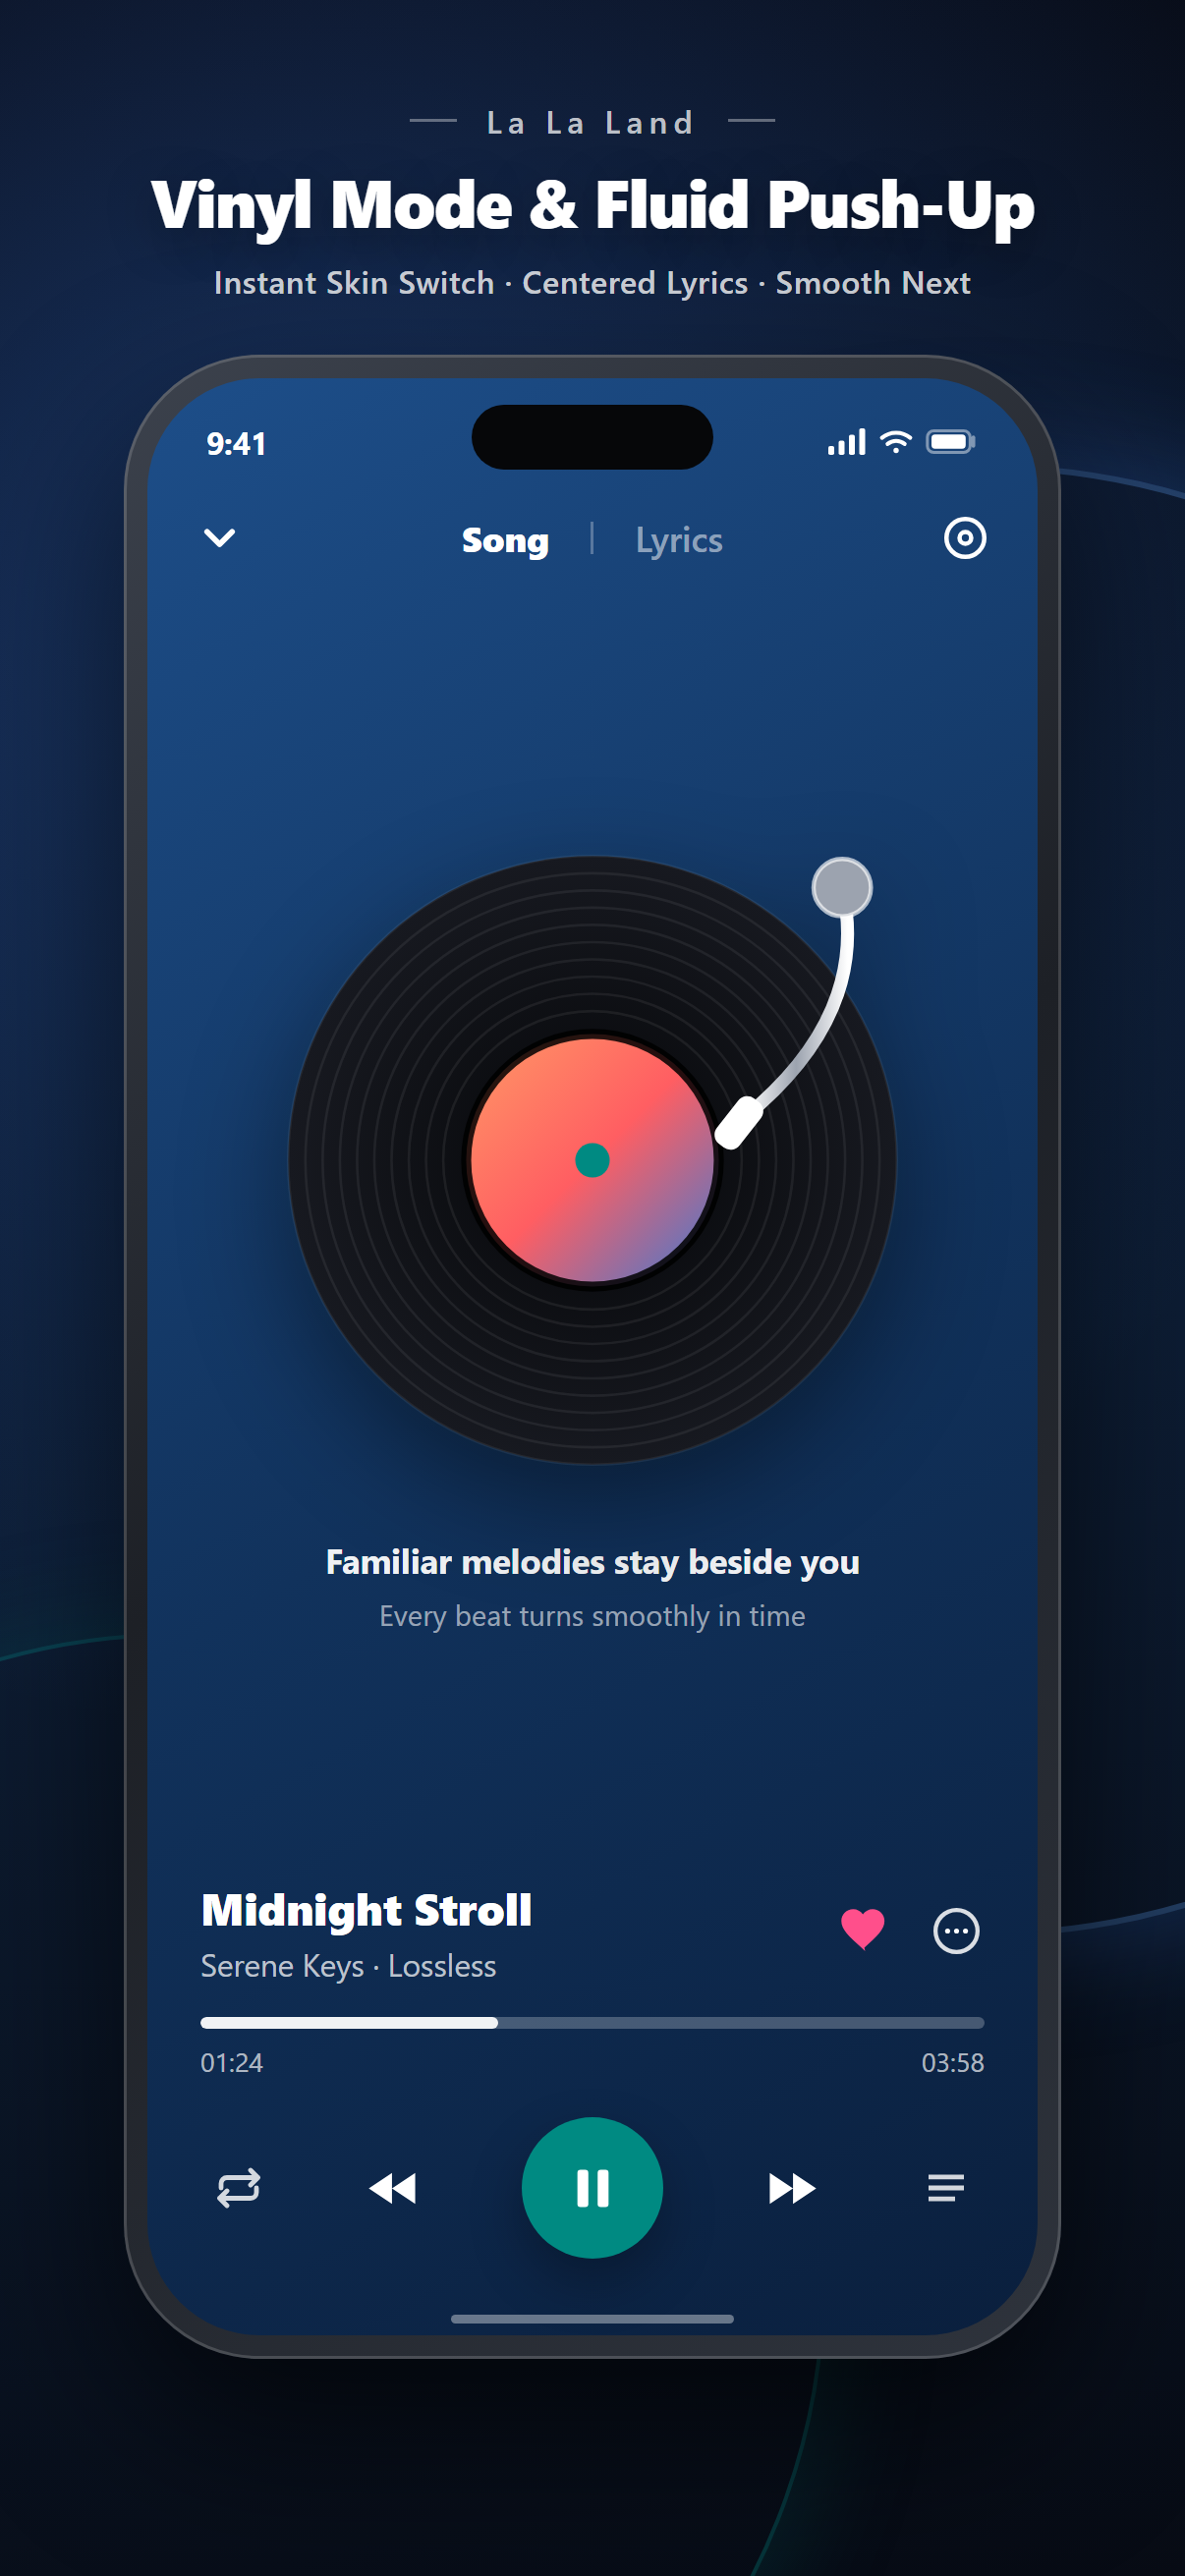 La La Land
Vinyl Mode & Fluid Push-Up
Instant Skin Switch · Centered Lyrics · Smooth Next
9:41
Song | Lyrics
Familiar melodies stay beside you
Every beat turns smoothly in time
Midnight Stroll
Serene Keys · Lossless
01:24 03:58